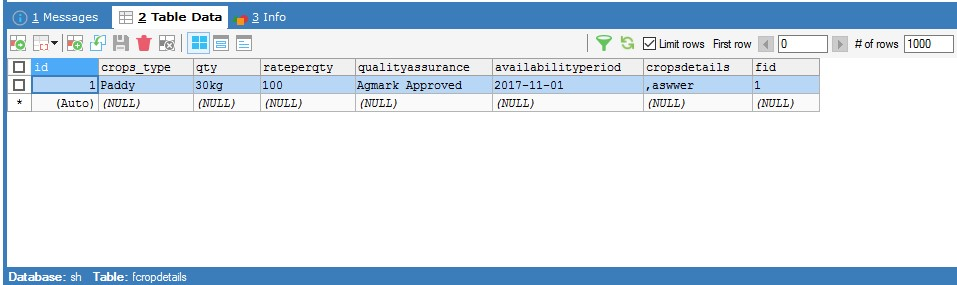 1 Messages 2 Table Data 3 Info
Limit rows First row 0 # of rows 1000
id crops_type qty rateperqty qualityassurance availabilityperiod cropsdetails fid
1 Paddy 30kg 100 Agmark Approved 2017-11-01 ,aswwer 1
* (Auto) (NULL) (NULL) (NULL) (NULL) (NULL) (NULL) (NULL)
Database: sh Table: fcropdetails